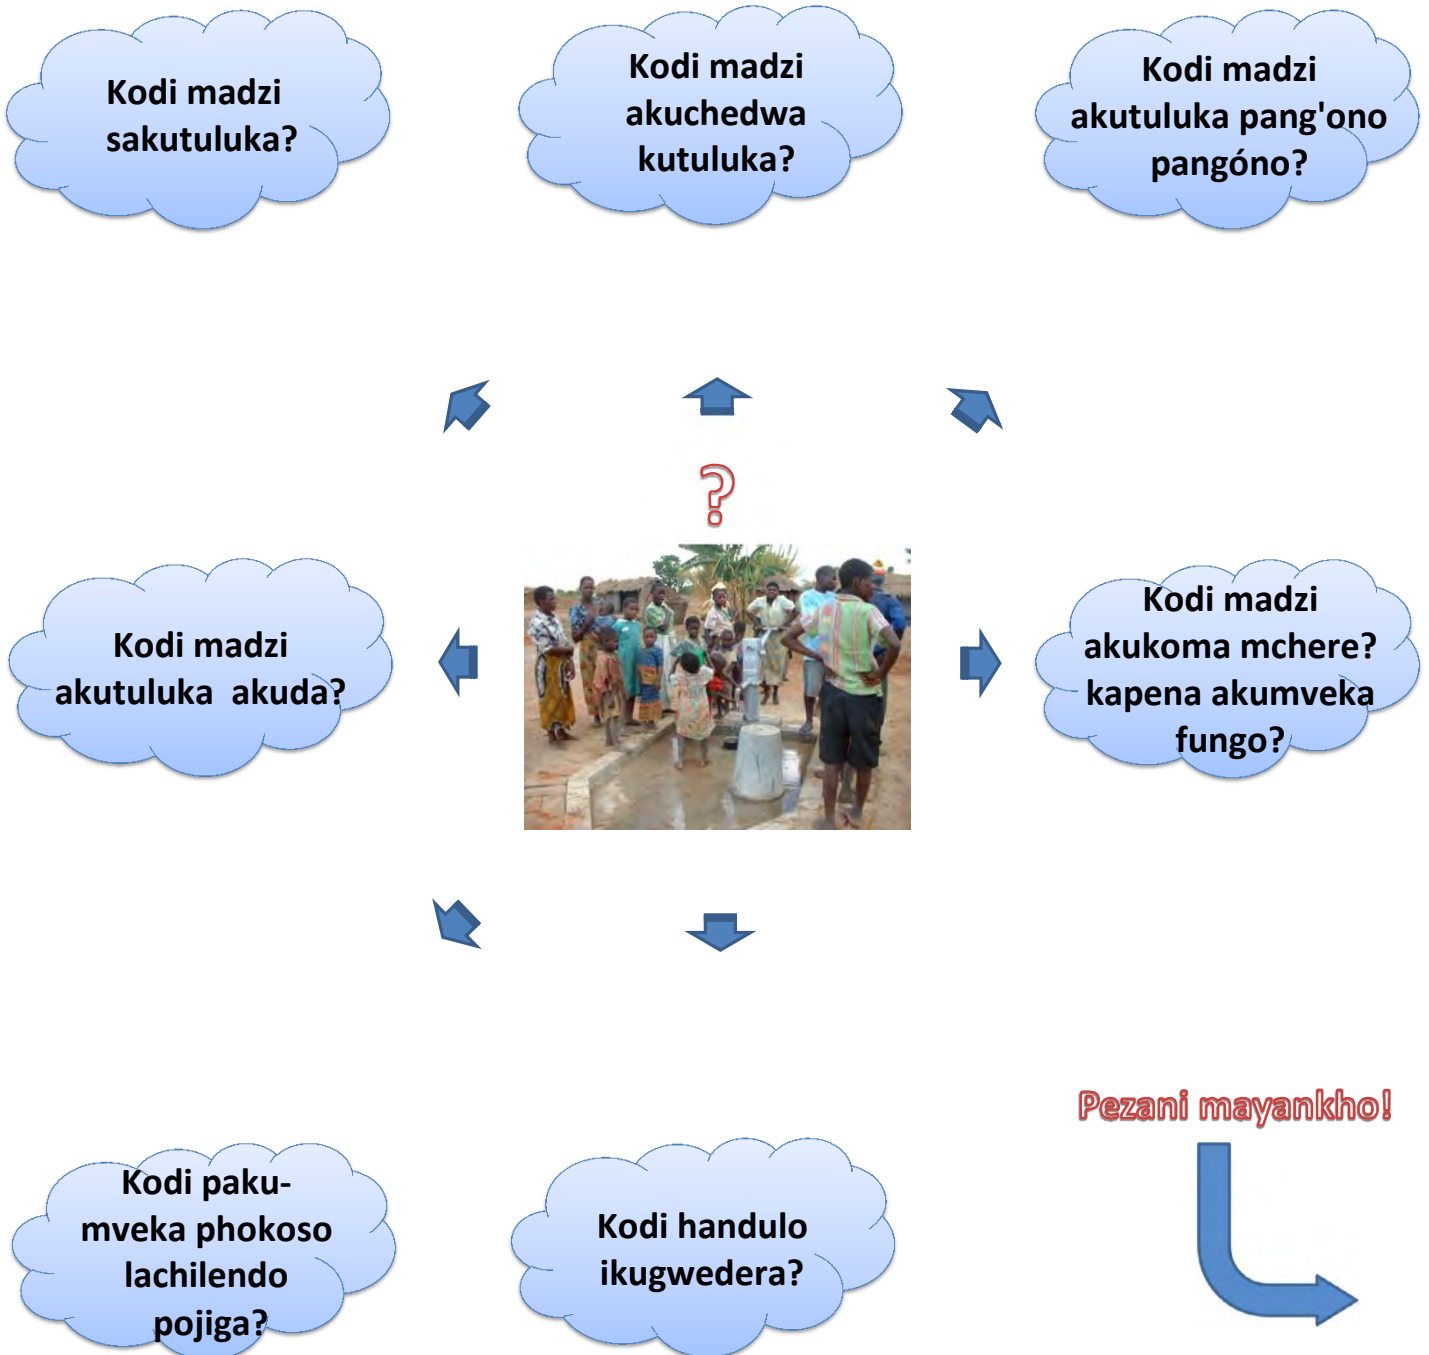 Kodi madzi
sakutuluka?
Kodi madzi
akuchedwa
kutuluka?
Kodi madzi
akutuluka pang'ono
pangóno?
?
Kodi madzi
akutuluka akuda?
Kodi madzi
akukoma mchere?
kapena akumveka
fungo?
Pezani mayankho!
Kodi paku-
mveka phokoso
lachilendo
pojiga?
Kodi handulo
ikugwedera?